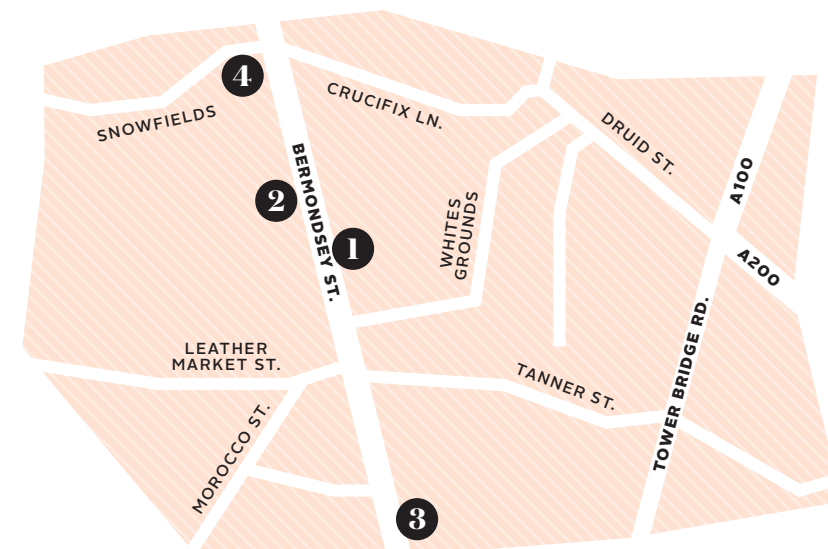 4
SNOWFIELDS
CRUCIFIX LN.
DRUID ST.
A100
BERMONDSEY ST.
2
1
WHITES
GROUNDS
A200
LEATHER
MARKET ST.
TANNER ST.
TOWER BRIDGE RD.
MOROCCO ST.
3